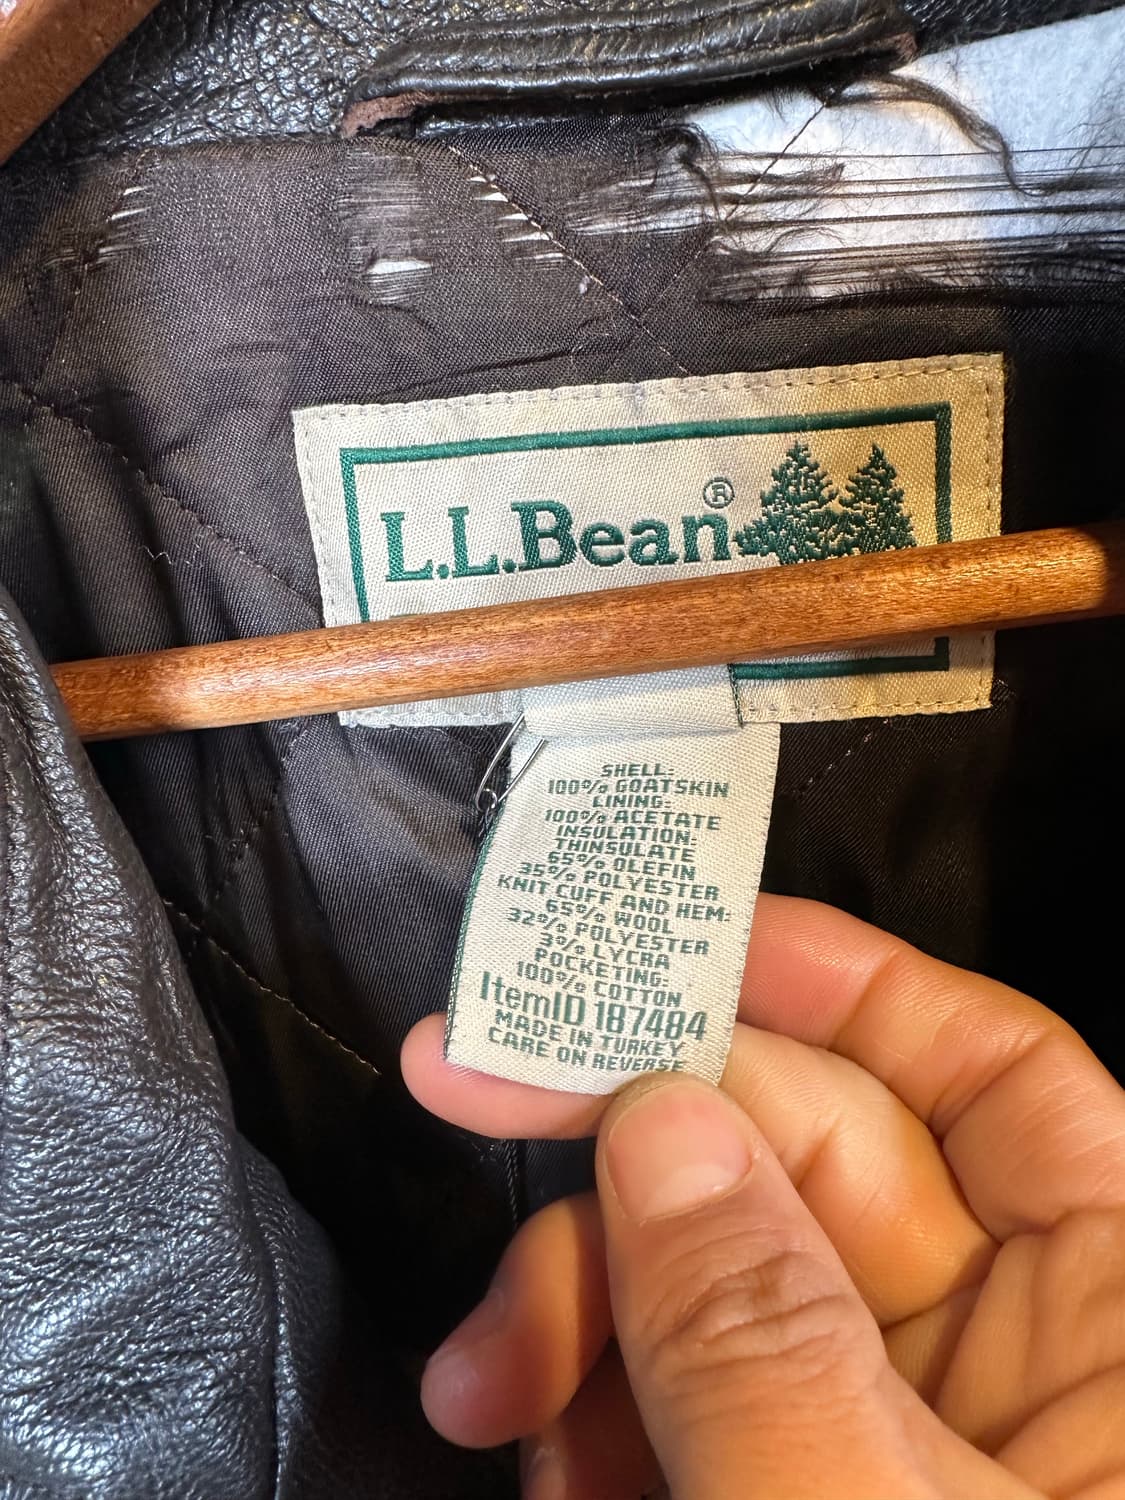 L.L.Bean®
SHELL:
100% GOATSKIN
LINING:
100% ACETATE
INSULATION:
THINSULATE
65% OLEFIN
35% POLYESTER
KNIT CUFF AND HEM:
65% WOOL
32% POLYESTER
3% LYCRA
POCKETING:
100% COTTON
ItemID 187484
MADE IN TURKEY
CARE ON REVERSE